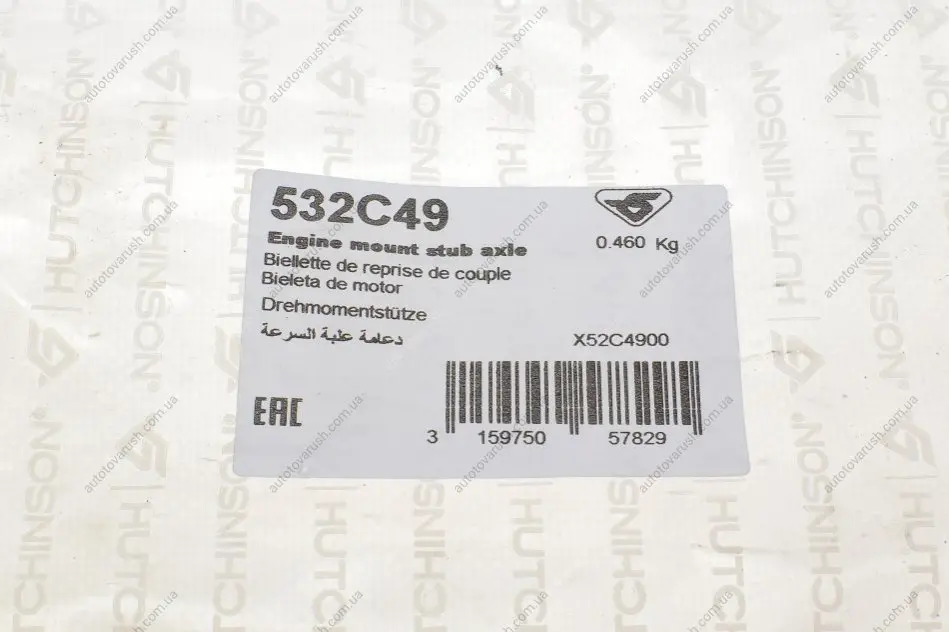 532C49
0.460 Kg
Engine mount stub axle
Biellette de reprise de couple
Bieleta de motor
Drehmomentstütze
دعامة علبة السرعة
X52C4900
EAC
3 159750 57829
HUTCHINSON®
autotovarush.com.ua